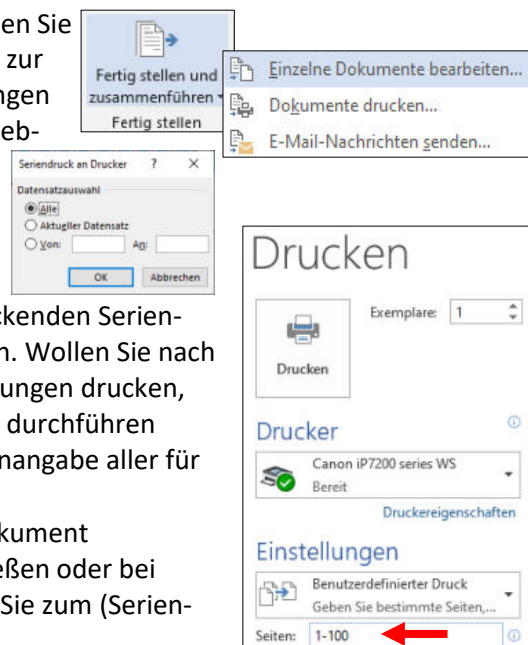 en Sie
zur
ngen
eb-
Fertig stellen und
zusammenführen
Fertig stellen
Einzelne Dokumente bearbeiten...
Dokumente drucken...
E-Mail-Nachrichten senden...
Seriendruck an Drucker ? X
Datensatzauswahl
Alle
Aktueller Datensatz
Von: An:
OK Abbrechen
ckenden Serien-
n. Wollen Sie nach
ungen drucken,
durchführen
nangabe aller für
kument
eßen oder bei
Sie zum (Serien-
Drucken
Exemplare: 1
Drucken
Drucker
Canon iP7200 series WS
Bereit
Druckereigenschaften
Einstellungen
Benutzerdefinierter Druck
Geben Sie bestimmte Seiten,...
Seiten: 1-100